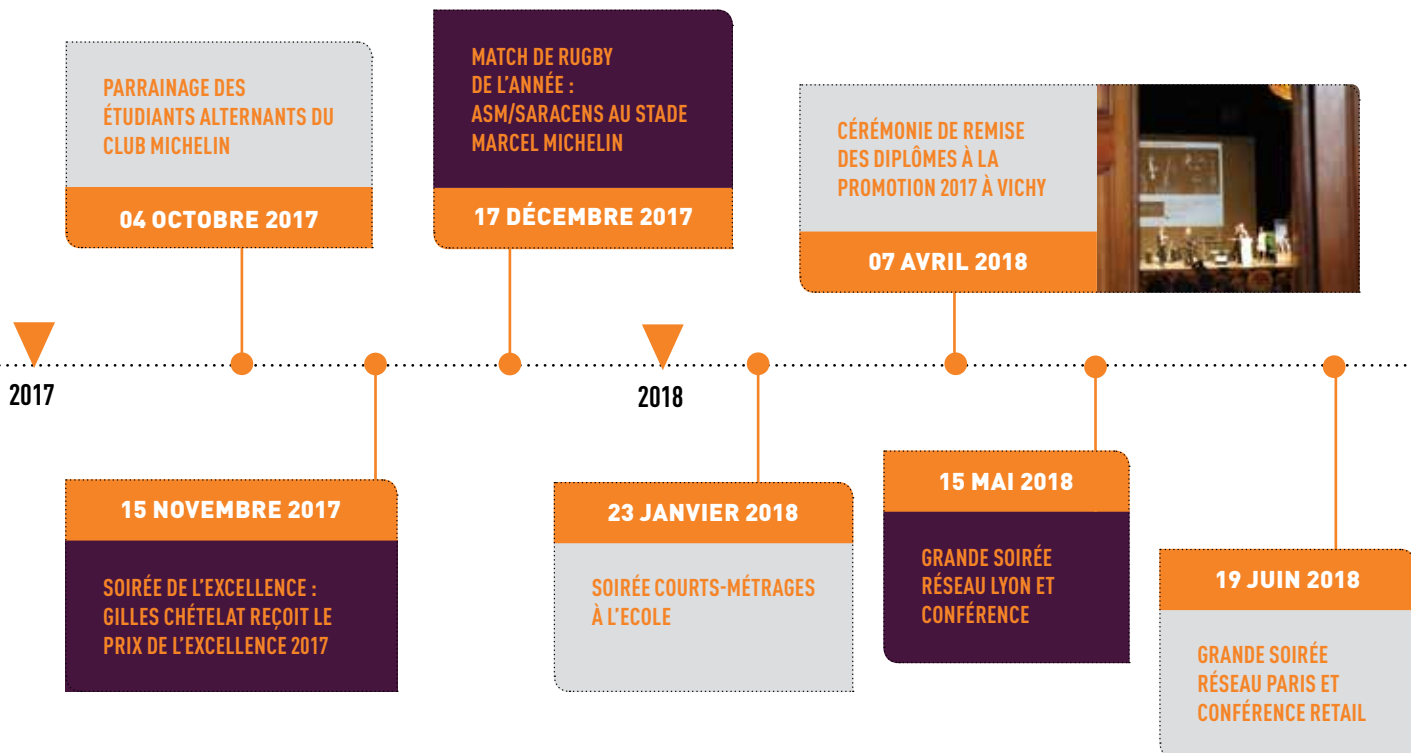 PARRAINAGE DES
ÉTUDIANTS ALTERNANTS DU
CLUB MICHELIN
04 OCTOBRE 2017
MATCH DE RUGBY
DE L'ANNÉE :
ASM/SARACENS AU STADE
MARCEL MICHELIN
17 DÉCEMBRE 2017
CÉRÉMONIE DE REMISE
DES DIPLÔMES À LA
PROMOTION 2017 À VICHY
07 AVRIL 2018
2017
2018
15 NOVEMBRE 2017
SOIRÉE DE L'EXCELLENCE :
GILLES CHÉTELAT REÇOIT LE
PRIX DE L'EXCELLENCE 2017
23 JANVIER 2018
SOIRÉE COURTS-MÉTRAGES
À L'ECOLE
15 MAI 2018
GRANDE SOIRÉE
RÉSEAU LYON ET
CONFÉRENCE
19 JUIN 2018
GRANDE SOIRÉE
RÉSEAU PARIS ET
CONFÉRENCE RETAIL